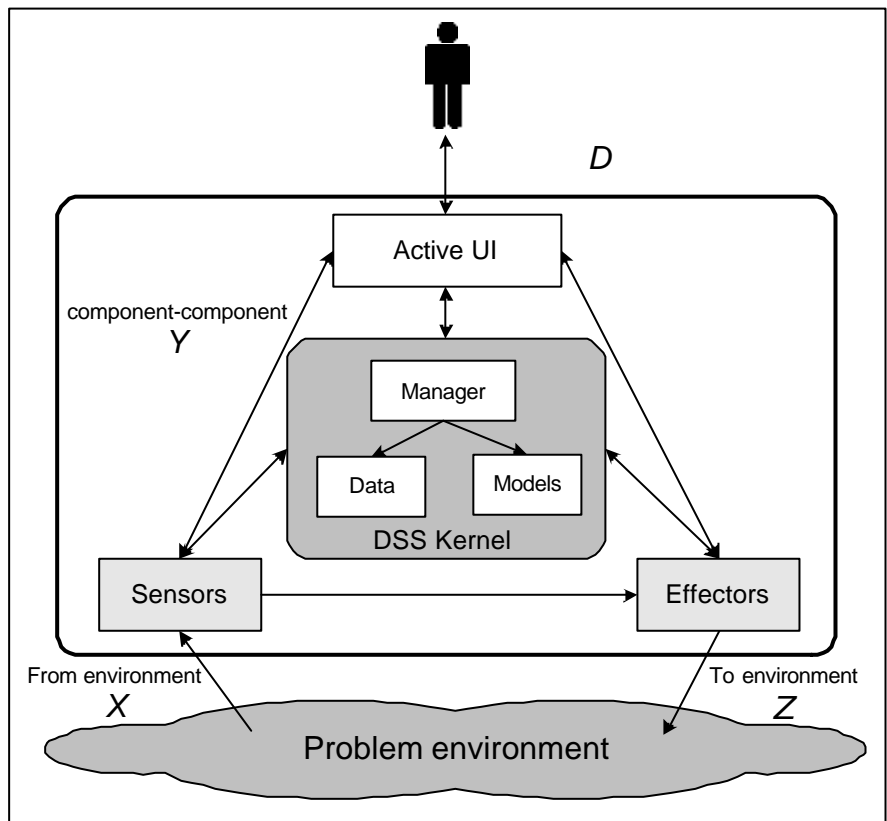 D
Active UI
component-component
Y
Manager
Data
Models
DSS Kernel
Sensors
Effectors
From environment
X
To environment
Z
Problem environment